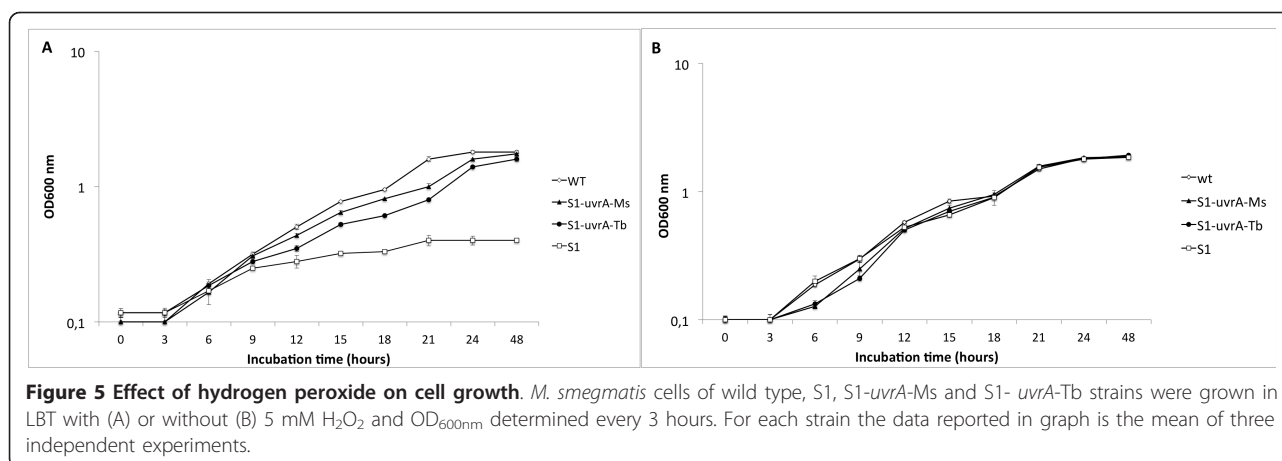 A
10
1
0,1
OD600 nm
0 3 6 9 12 15 18 21 24 48
Incubation time (hours)
WT
S1-uvrA-Ms
S1-uvrA-Tb
S1
B
10
1
0,1
OD600 nm
0 3 6 9 12 15 18 21 24 48
Incubation time (hours)
wt
S1-uvrA-Ms
S1-uvrA-Tb
S1
Figure 5 Effect of hydrogen peroxide on cell growth. M. smegmatis cells of wild type, S1, S1-uvrA-Ms and S1- uvrA-Tb strains were grown in
LBT with (A) or without (B) 5 mM H₂O₂ and OD₆₀₀ₙₘ determined every 3 hours. For each strain the data reported in graph is the mean of three
independent experiments.